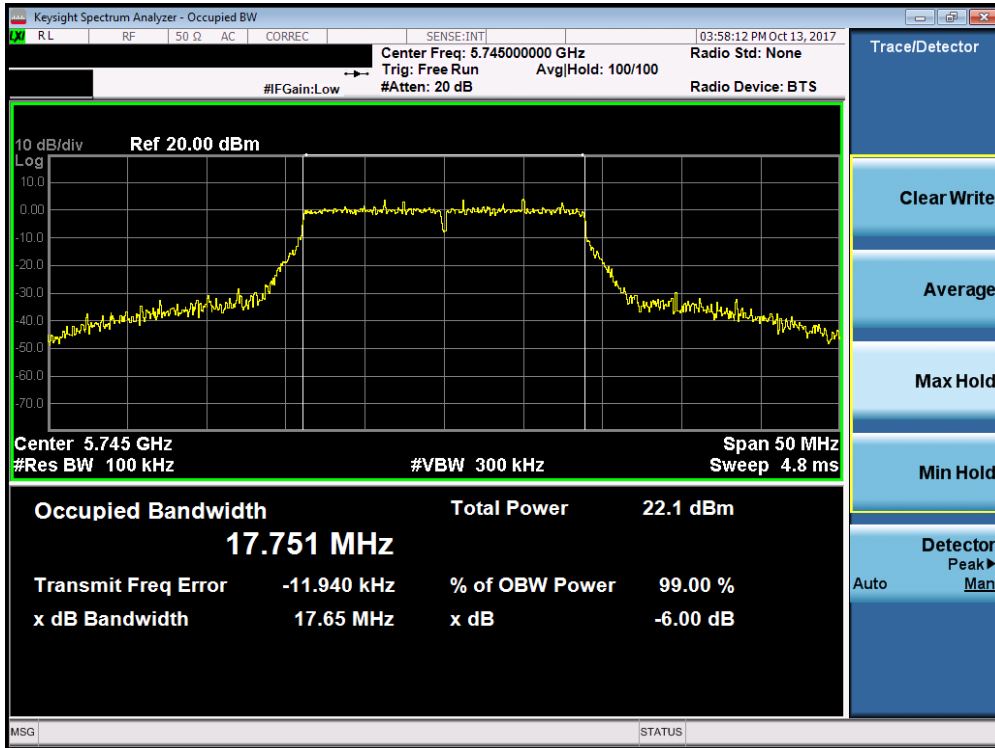 Keysight Spectrum Analyzer - Occupied BW
LXI RL RF 50 Ω AC CORREC SENSE:INT 03:58:12 PM Oct 13, 2017
Center Freq: 5.745000000 GHz Radio Std: None
Trig: Free Run Avg|Hold: 100/100
#IFGain:Low #Atten: 20 dB Radio Device: BTS
10 dB/div Ref 20.00 dBm
Log
10.0
0.00
-10.0
-20.0
-30.0
-40.0
-50.0
-60.0
-70.0
Center 5.745 GHz Span 50 MHz
#Res BW 100 kHz #VBW 300 kHz Sweep 4.8 ms
Occupied Bandwidth Total Power 22.1 dBm
17.751 MHz
Transmit Freq Error -11.940 kHz % of OBW Power 99.00 %
x dB Bandwidth 17.65 MHz x dB -6.00 dB
MSG STATUS
Trace/Detector
Clear Write
Average
Max Hold
Min Hold
Detector
Peak▶
Auto Man